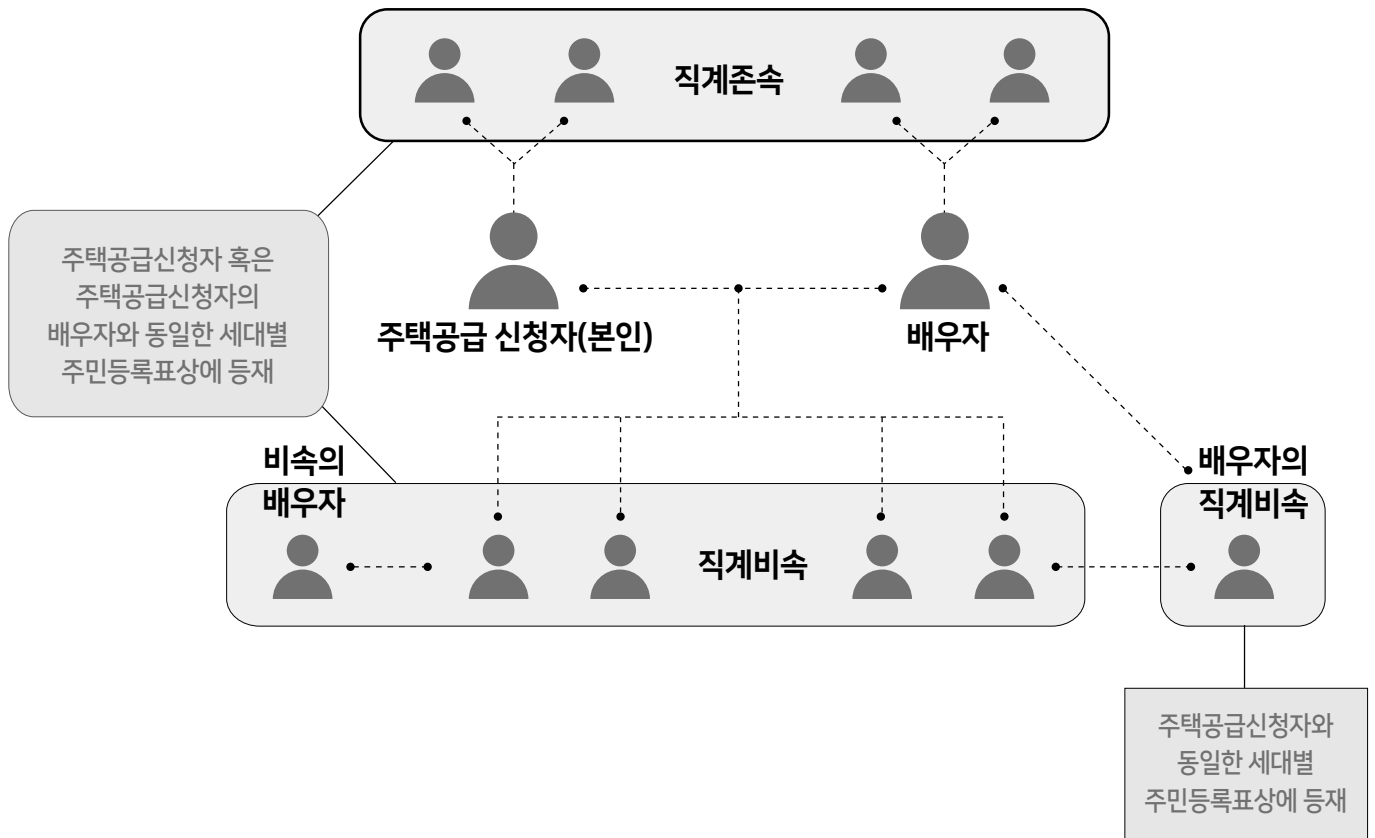 직계존속
주택공급신청자 혹은
주택공급신청자의
배우자와 동일한 세대별
주민등록표상에 등재
주택공급 신청자(본인)
배우자
비속의
배우자
직계비속
배우자의
직계비속
주택공급신청자와
동일한 세대별
주민등록표상에 등재